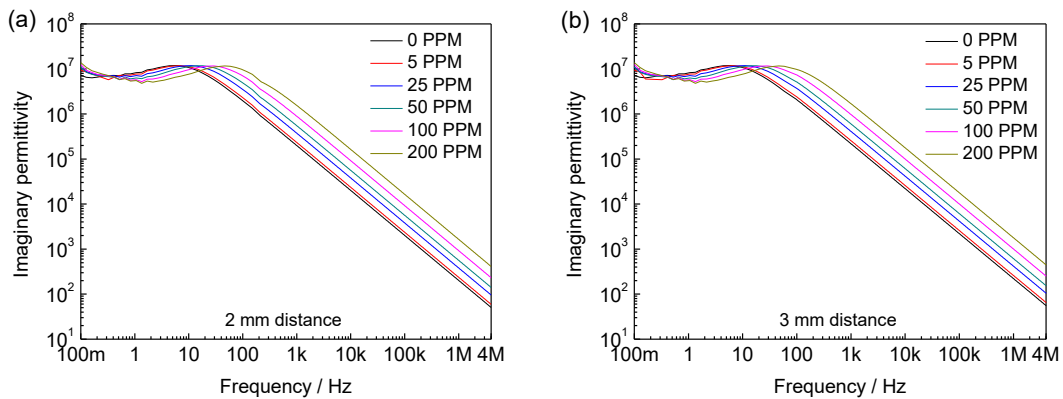 (a)
Imaginary permittivity
10^8
10^7
10^6
10^5
10^4
10^3
10^2
10^1
0 PPM
5 PPM
25 PPM
50 PPM
100 PPM
200 PPM
2 mm distance
100m 1 10 100 1k 10k 100k 1M 4M
Frequency / Hz
(b)
Imaginary permittivity
10^8
10^7
10^6
10^5
10^4
10^3
10^2
10^1
0 PPM
5 PPM
25 PPM
50 PPM
100 PPM
200 PPM
3 mm distance
100m 1 10 100 1k 10k 100k 1M 4M
Frequency / Hz